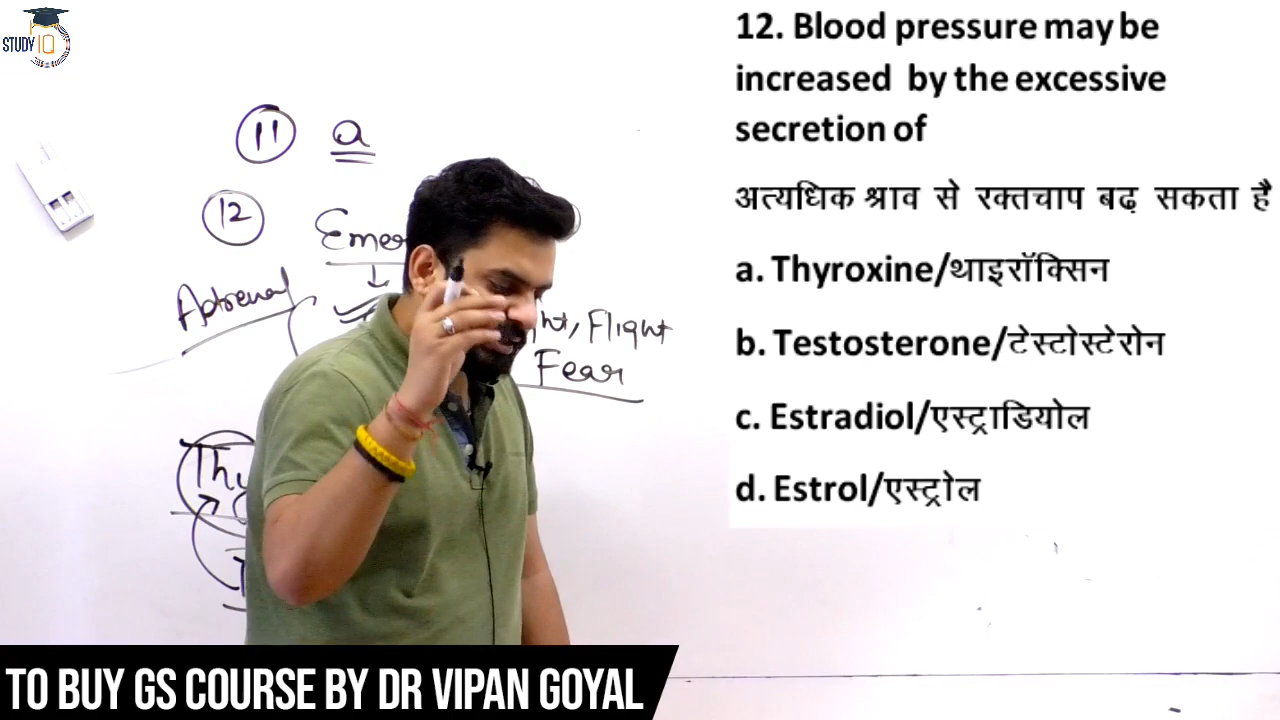 STUDY IQ
12. Blood pressure may be
increased by the excessive
secretion of
अत्यधिक श्राव से रक्तचाप बढ़ सकता है
a. Thyroxine/थाइरॉक्सिन
b. Testosterone/टेस्टोस्टेरोन
c. Estradiol/एस्ट्राडियोल
d. Estrol/एस्ट्रोल
11 a
12
Adrenal
Flight
Fear
TO BUY GS COURSE BY DR VIPAN GOYAL